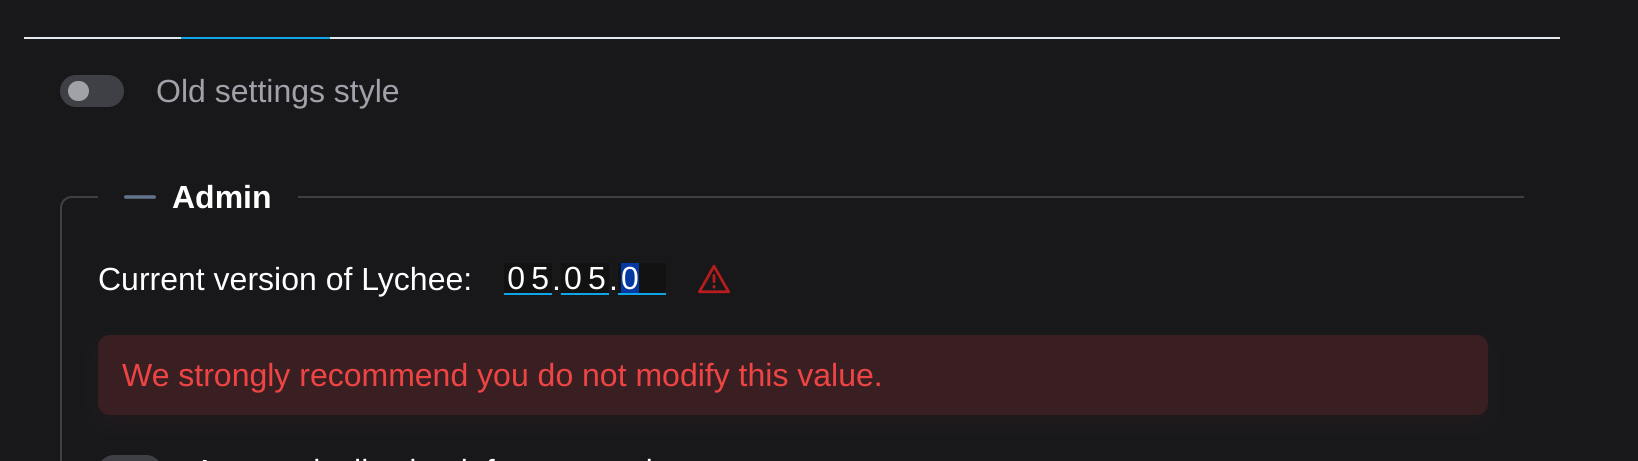 Old settings style
Admin
Current version of Lychee: 05.05.0
We strongly recommend you do not modify this value.